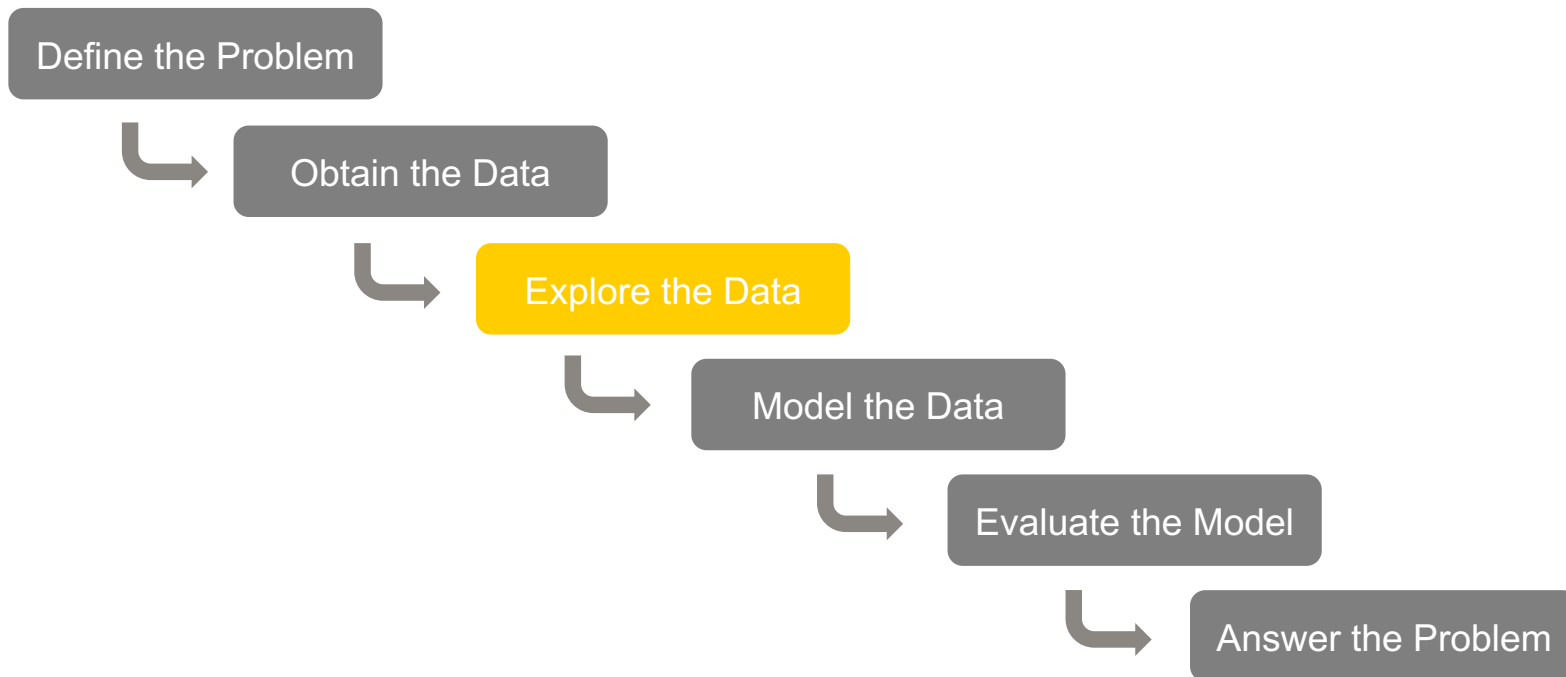 Define the Problem
Obtain the Data
Explore the Data
Model the Data
Evaluate the Model
Answer the Problem